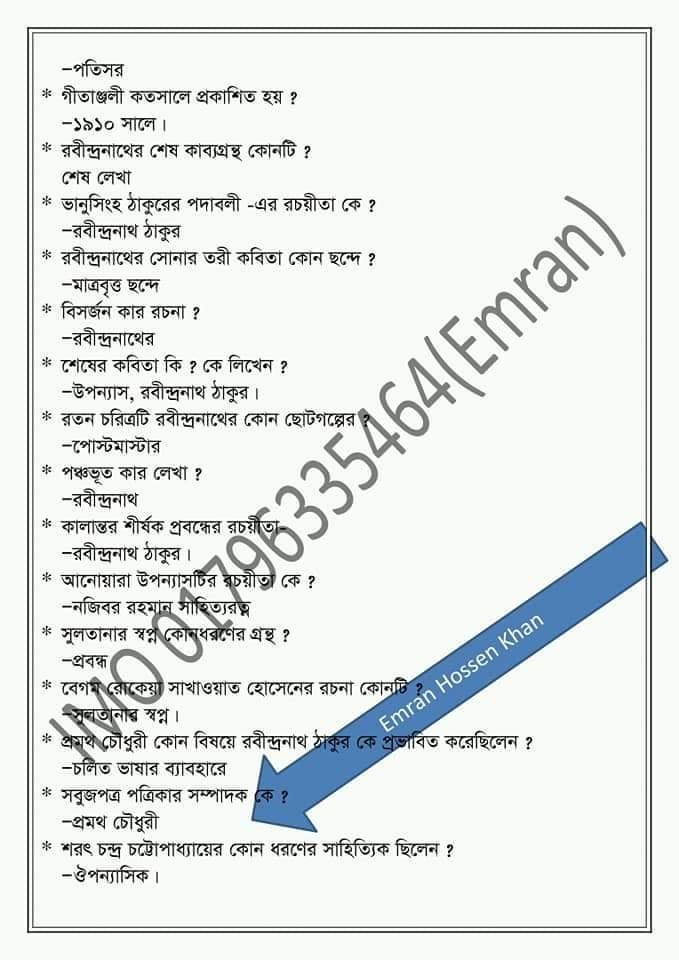 –পতিসর
* গীতাঞ্জলী কতসালে প্রকাশিত হয় ?
–১৯১০ সালে।
* রবীন্দ্রনাথের শেষ কাব্যগ্রন্থ কোনটি ?
শেষ লেখা
* ভানুসিংহ ঠাকুরের পদাবলী -এর রচয়ীতা কে ?
–রবীন্দ্রনাথ ঠাকুর
* রবীন্দ্রনাথের সোনার তরী কবিতা কোন ছন্দে ?
–মাত্রবৃত্ত ছন্দে
* বিসর্জন কার রচনা ?
–রবীন্দ্রনাথের
* শেষের কবিতা কি ? কে লিখেন ?
–উপন্যাস, রবীন্দ্রনাথ ঠাকুর।
* রতন চরিত্রটি রবীন্দ্রনাথের কোন ছোটগল্পের ?
–পোস্টমাস্টার
* পঞ্চভূত কার লেখা ?
–রবীন্দ্রনাথ
* কালান্তর শীর্ষক প্রবন্ধের রচয়ীতা-
–রবীন্দ্রনাথ ঠাকুর।
* আনোয়ারা উপন্যাসটির রচয়ীতা কে ?
–নজিবর রহমান সাহিত্যরত্ন
* সুলতানার স্বপ্ন কোনধরণের গ্রন্থ ?
–প্রবন্ধ
* বেগম রোকেয়া সাখাওয়াত হোসেনের রচনা কোনটি ?
–সুলতানার স্বপ্ন।
* প্রমথ চৌধুরী কোন বিষয়ে রবীন্দ্রনাথ ঠাকুর কে প্রভাবিত করেছিলেন ?
–চলিত ভাষার ব্যাবহারে
* সবুজপত্র পত্রিকার সম্পাদক কে ?
–প্রমথ চৌধুরী
* শরৎ চন্দ্র চট্টোপাধ্যায়ের কোন ধরণের সাহিত্যিক ছিলেন ?
–ঔপন্যাসিক।
IMO 01796335464(Emran)
Emran Hossen Khan